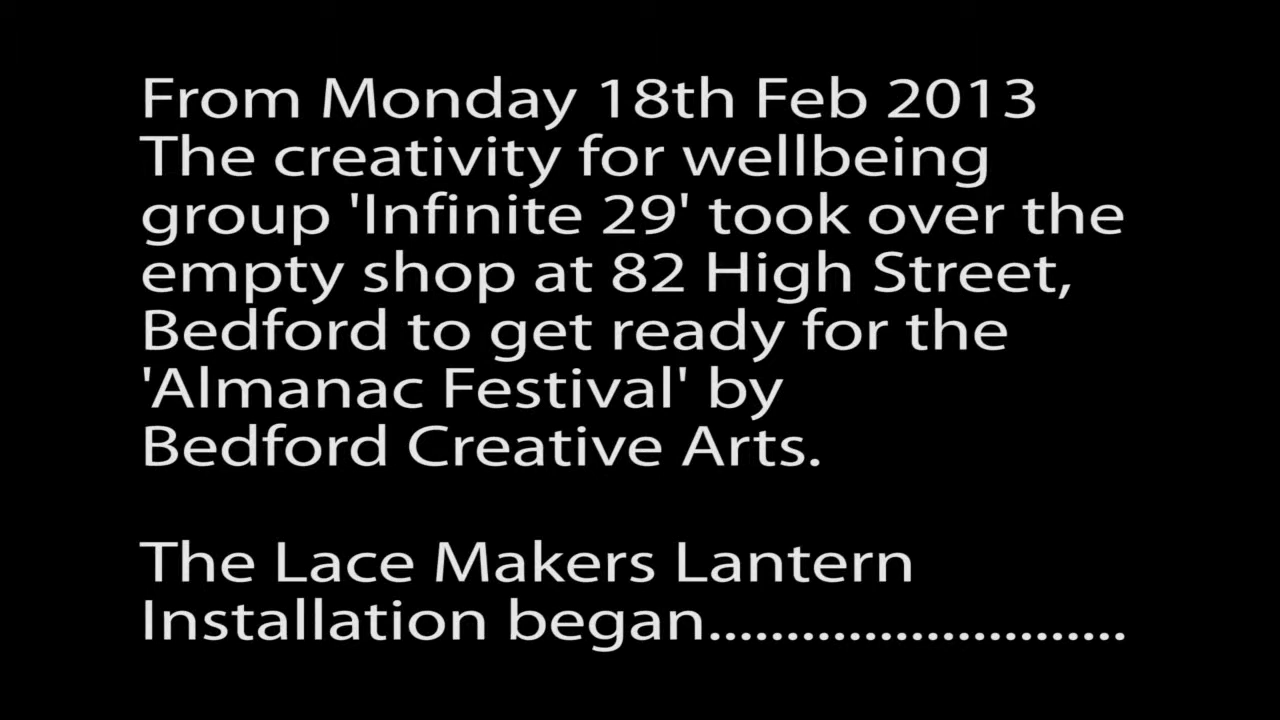 From Monday 18th Feb 2013
The creativity for wellbeing
group 'Infinite 29' took over the
empty shop at 82 High Street,
Bedford to get ready for the
'Almanac Festival' by
Bedford Creative Arts.
The Lace Makers Lantern
Installation began...........................